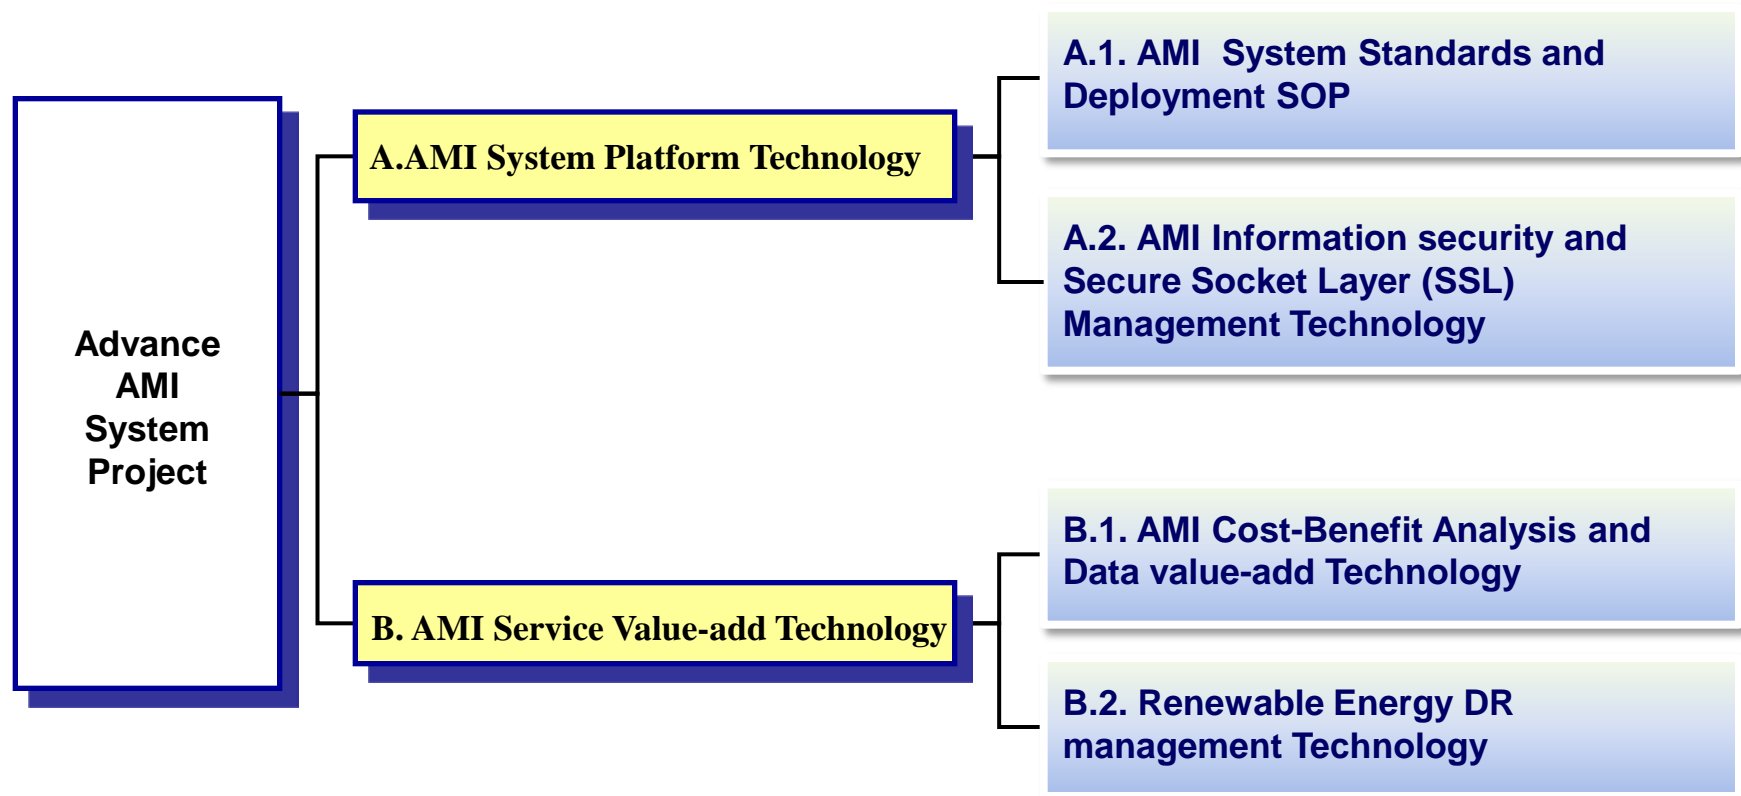 Advance
AMI
System
Project
A.AMI System Platform Technology
A.1. AMI System Standards and
Deployment SOP
A.2. AMI Information security and
Secure Socket Layer (SSL)
Management Technology
B. AMI Service Value-add Technology
B.1. AMI Cost-Benefit Analysis and
Data value-add Technology
B.2. Renewable Energy DR
management Technology